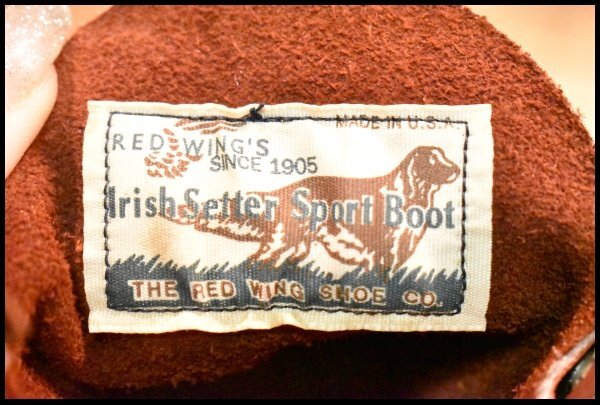 MADE IN U.S.A.
RED WING'S
SINCE 1905
Irish Setter Sport Boot
THE RED WING SHOE CO.